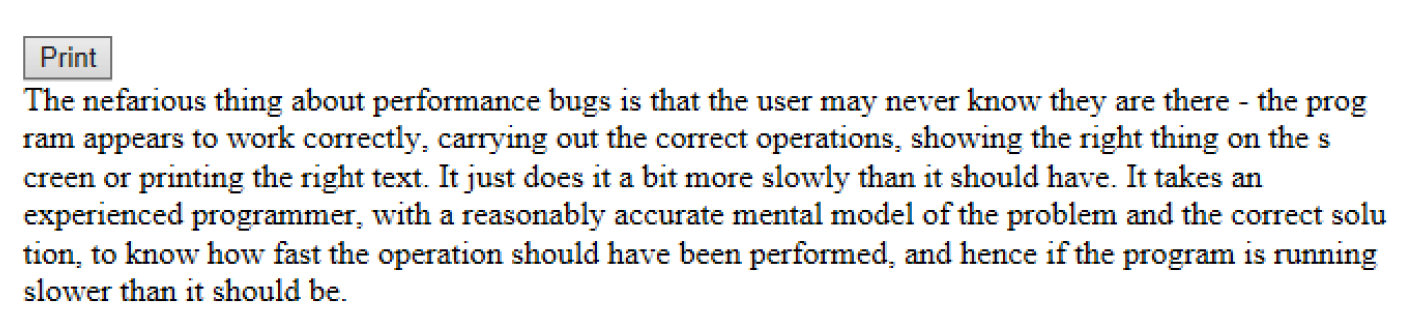 Print
The nefarious thing about performance bugs is that the user may never know they are there - the prog
ram appears to work correctly, carrying out the correct operations, showing the right thing on the s
creen or printing the right text. It just does it a bit more slowly than it should have. It takes an
experienced programmer, with a reasonably accurate mental model of the problem and the correct solu
tion, to know how fast the operation should have been performed, and hence if the program is running
slower than it should be.